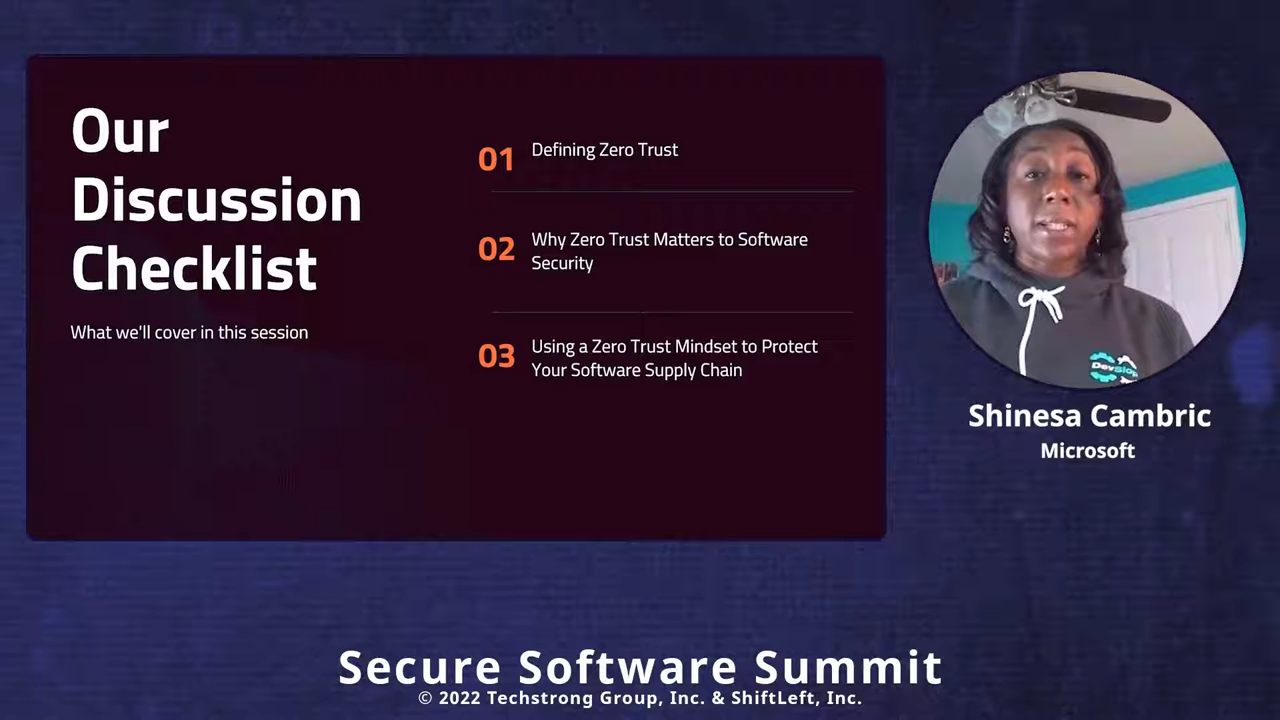 Our
Discussion
Checklist
What we'll cover in this session
01 Defining Zero Trust
02 Why Zero Trust Matters to Software
Security
03 Using a Zero Trust Mindset to Protect
Your Software Supply Chain
Shinesa Cambric
Microsoft
Secure Software Summit
© 2022 Techstrong Group, Inc. & ShiftLeft, Inc.